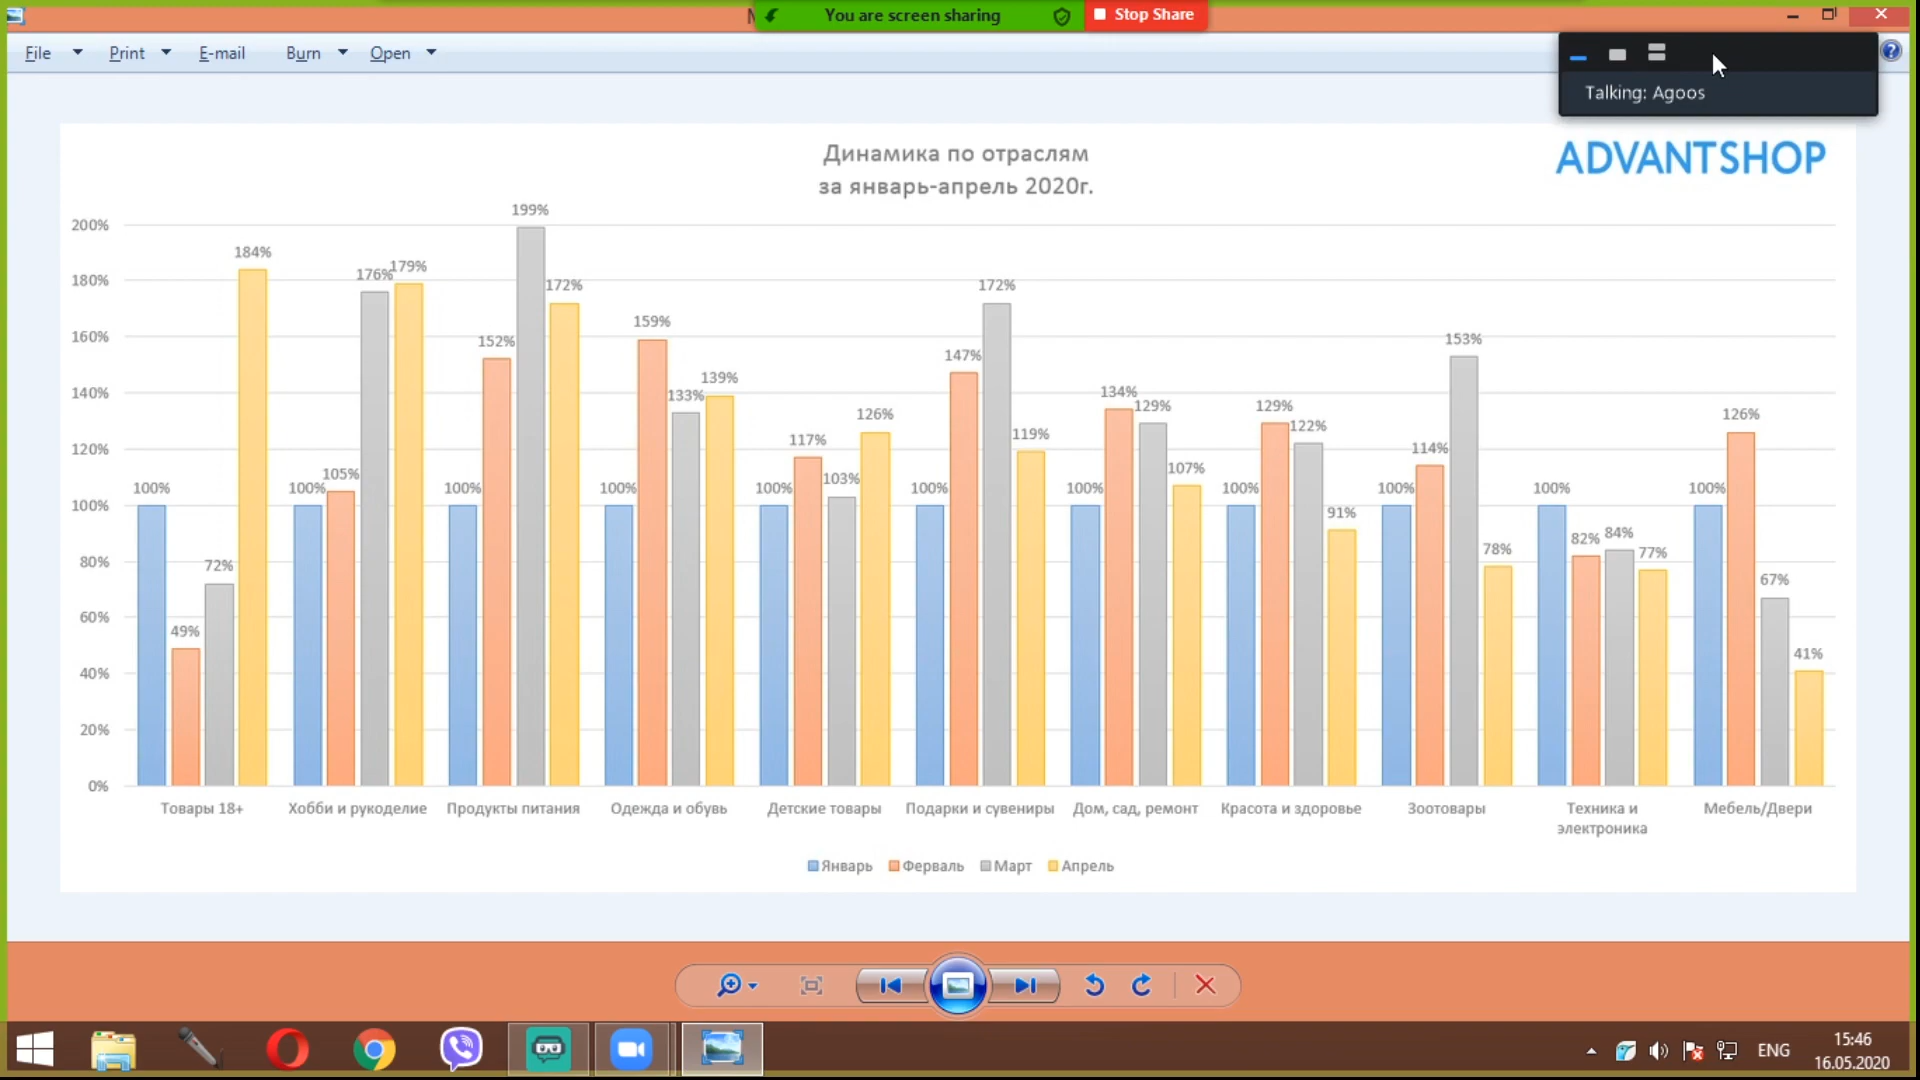 You are screen sharing
Stop Share
File
Print
E-mail
Burn
Open
Talking: Agoos
ADVANTSHOP
Динамика по отраслям
за январь-апрель 2020г.
200%
180%
160%
140%
120%
100%
80%
60%
40%
20%
0%
100% 49% 72% 184%
100% 105% 176% 179%
100% 152% 199% 172%
100% 159% 133% 139%
100% 117% 103% 126%
100% 147% 172% 119%
100% 134% 129% 107%
100% 129% 122% 91%
100% 114% 153% 78%
100% 82% 84% 77%
100% 126% 67% 41%
Товары 18+
Хобби и рукоделие
Продукты питания
Одежда и обувь
Детские товары
Подарки и сувениры
Дом, сад, ремонт
Красота и здоровье
Зоотовары
Техника и
электроника
Мебель/Двери
Январь Ферваль Март Апрель
ENG
15:46
16.05.2020